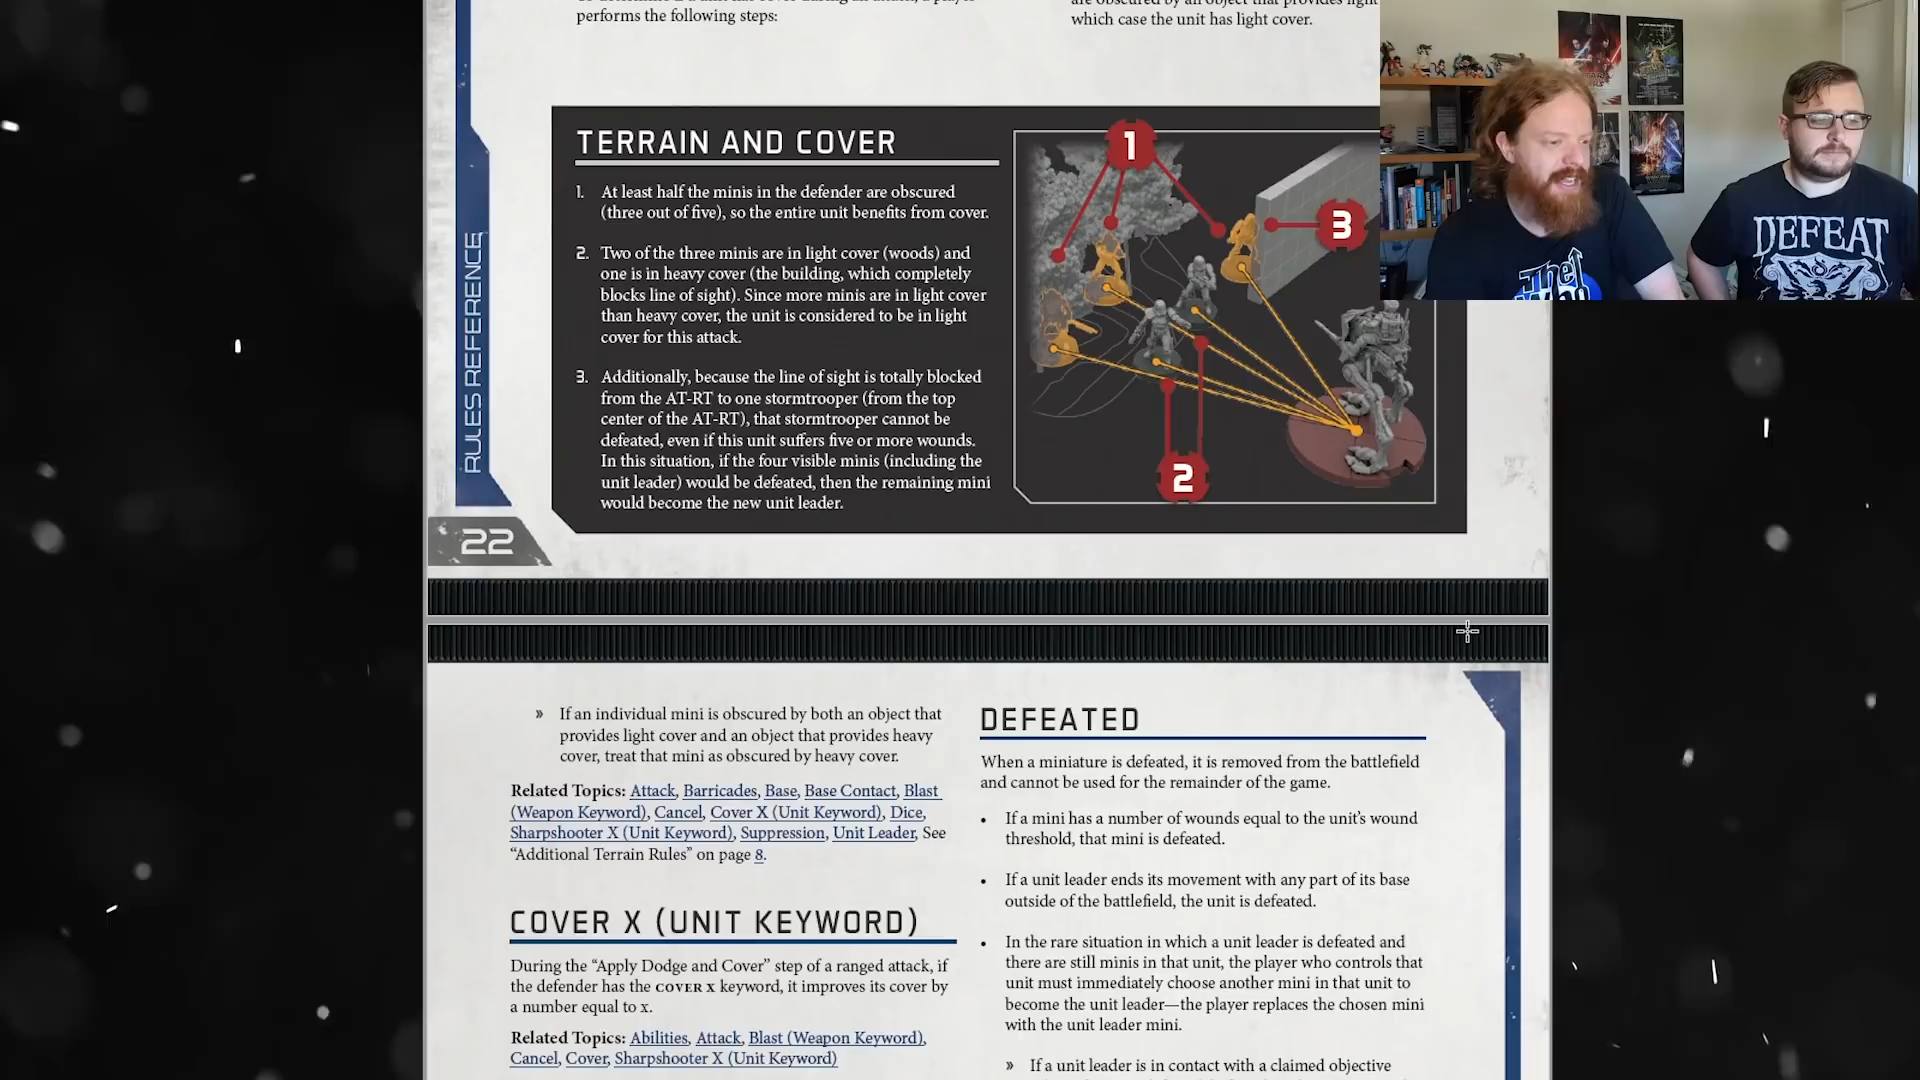 performs the following steps:
which case the unit has light cover.
TERRAIN AND COVER
1. At least half the minis in the defender are obscured
(three out of five), so the entire unit benefits from cover.
2. Two of the three minis are in light cover (woods) and
one is in heavy cover (the building, which completely
blocks line of sight). Since more minis are in light cover
than heavy cover, the unit is considered to be in light
cover for this attack.
3. Additionally, because the line of sight is totally blocked
from the AT-RT to one stormtrooper (from the top
center of the AT-RT), that stormtrooper cannot be
defeated, even if this unit suffers five or more wounds.
In this situation, if the four visible minis (including the
unit leader) would be defeated, then the remaining mini
would become the new unit leader.
1
3
2
DEFEAT
RULES REFERENCE
22
» If an individual mini is obscured by both an object that
provides light cover and an object that provides heavy
cover, treat that mini as obscured by heavy cover.
Related Topics: Attack, Barricades, Base, Base Contact, Blast
(Weapon Keyword), Cancel, Cover X (Unit Keyword), Dice,
Sharpshooter X (Unit Keyword), Suppression, Unit Leader, See
“Additional Terrain Rules” on page 8.
COVER X (UNIT KEYWORD)
During the “Apply Dodge and Cover” step of a ranged attack, if
the defender has the COVER X keyword, it improves its cover by
a number equal to x.
Related Topics: Abilities, Attack, Blast (Weapon Keyword),
Cancel, Cover, Sharpshooter X (Unit Keyword)
DEFEATED
When a miniature is defeated, it is removed from the battlefield
and cannot be used for the remainder of the game.
• If a mini has a number of wounds equal to the unit’s wound
threshold, that mini is defeated.
• If a unit leader ends its movement with any part of its base
outside of the battlefield, the unit is defeated.
• In the rare situation in which a unit leader is defeated and
there are still minis in that unit, the player who controls that
unit must immediately choose another mini in that unit to
become the unit leader—the player replaces the chosen mini
with the unit leader mini.
» If a unit leader is in contact with a claimed objective